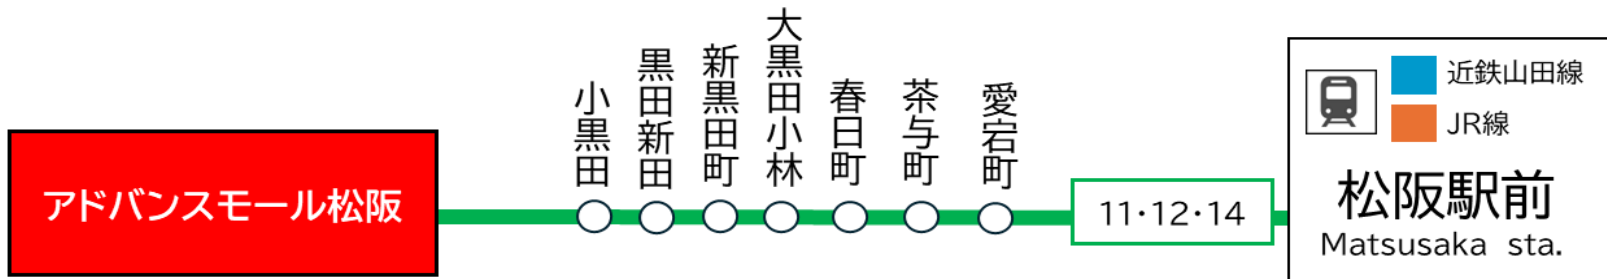 アドバンスモール松阪
小黒田
黒田新田
新黒田町
大黒田小林
春日町
茶与町
愛宕町
11・12・14
近鉄山田線
JR線
松阪駅前
Matsusaka sta.